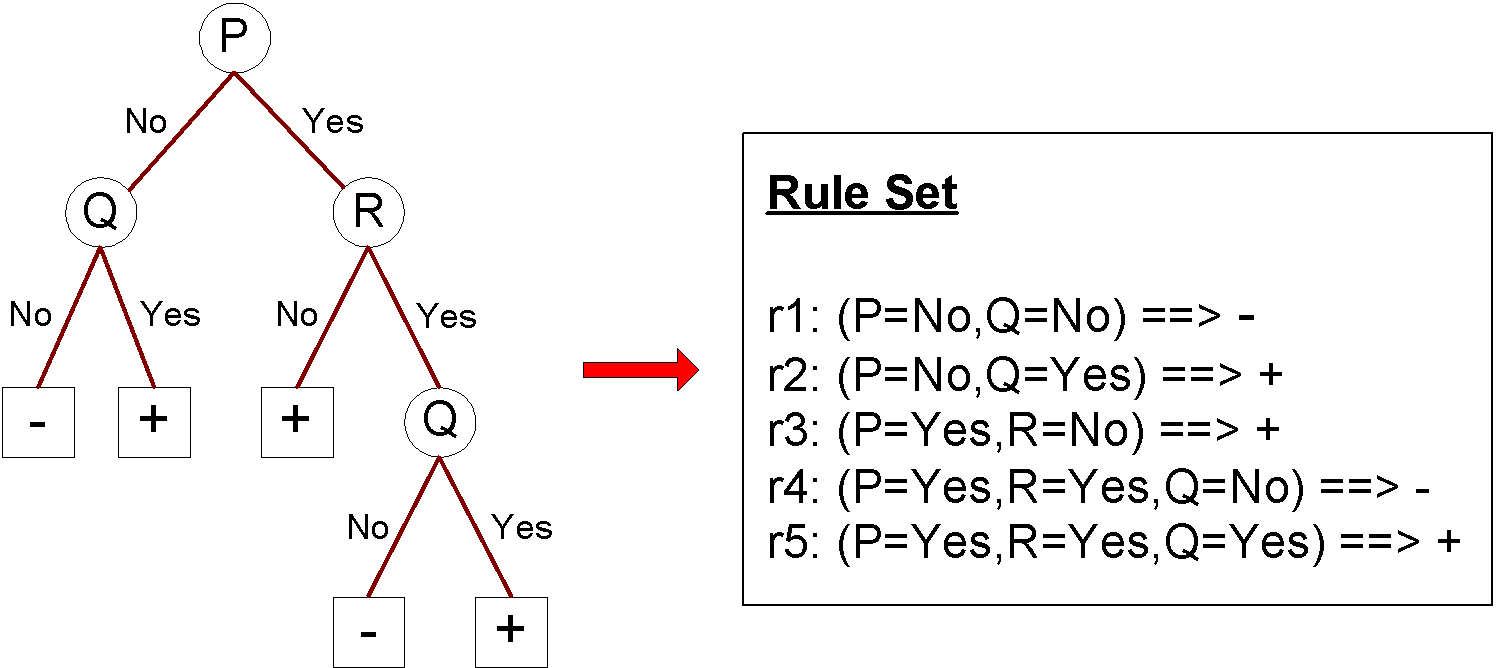 P
No
Yes
Q
R
No
Yes
No
Yes
-
+
+
Q
No
Yes
-
+
Rule Set
r1: (P=No,Q=No) ==> -
r2: (P=No,Q=Yes) ==> +
r3: (P=Yes,R=No) ==> +
r4: (P=Yes,R=Yes,Q=No) ==> -
r5: (P=Yes,R=Yes,Q=Yes) ==> +